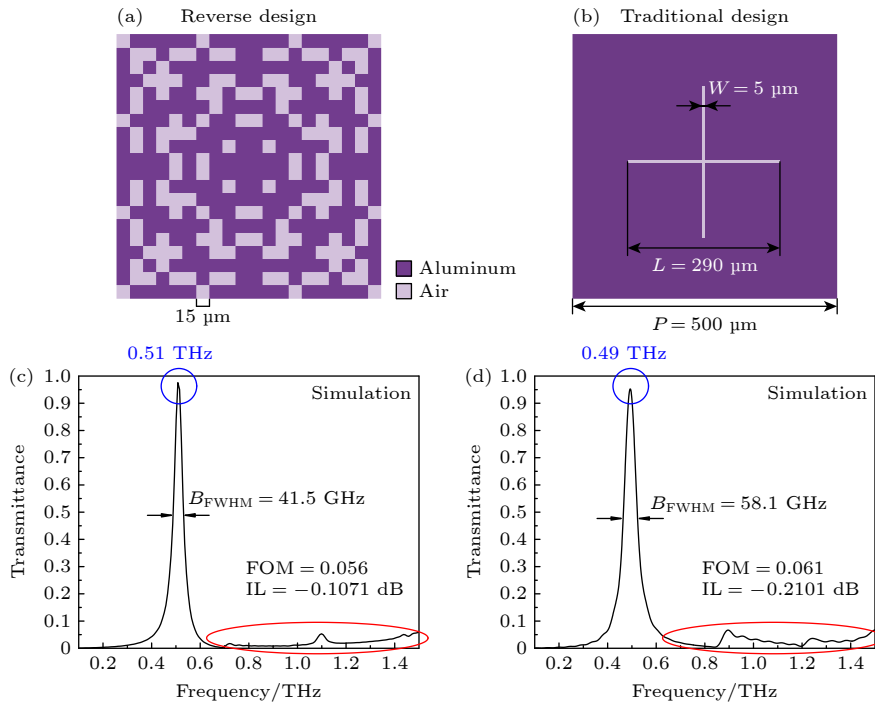 (a) Reverse design
(b) Traditional design
W = 5 µm
L = 290 µm
Aluminum
Air
15 µm
P = 500 µm
(c)
0.51 THz
Simulation
1.0
0.9
0.8
0.7
0.6
0.5
0.4
0.3
0.2
0.1
0
Transmittance
B_FWHM = 41.5 GHz
FOM = 0.056
IL = −0.1071 dB
0.2 0.4 0.6 0.8 1.0 1.2 1.4
Frequency/THz
(d)
0.49 THz
Simulation
1.0
0.9
0.8
0.7
0.6
0.5
0.4
0.3
0.2
0.1
0
Transmittance
B_FWHM = 58.1 GHz
FOM = 0.061
IL = −0.2101 dB
0.2 0.4 0.6 0.8 1.0 1.2 1.4
Frequency/THz